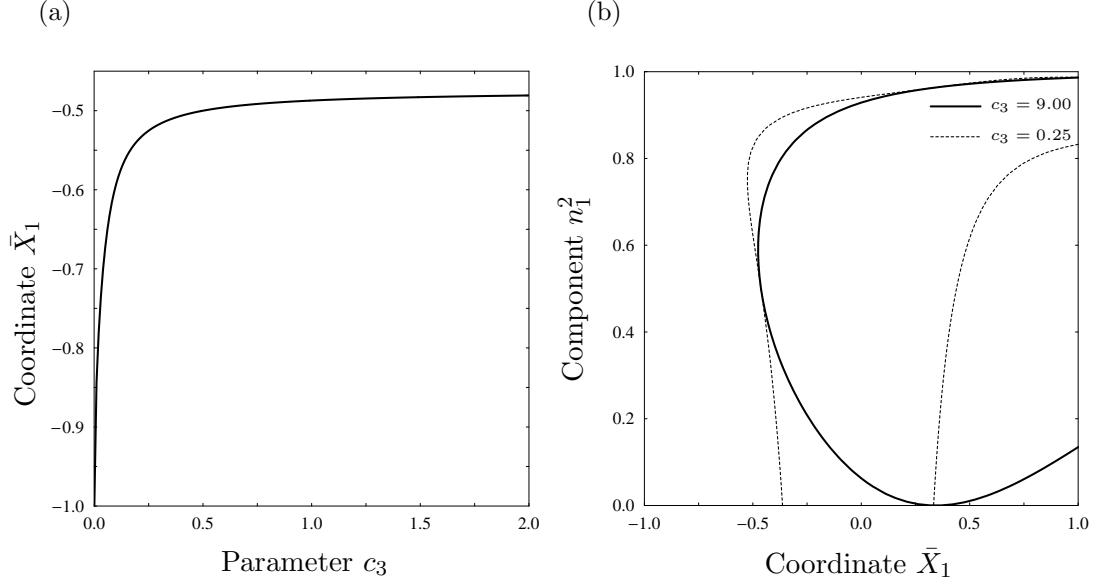 (a)
Coordinate X̄₁
−0.5
−0.6
−0.7
−0.8
−0.9
−1.0
0.0 0.5 1.0 1.5 2.0
Parameter c₃
(b)
Component n₁²
1.0
0.8
0.6
0.4
0.2
0.0
c₃ = 9.00
c₃ = 0.25
−1.0 −0.5 0.0 0.5 1.0
Coordinate X̄₁